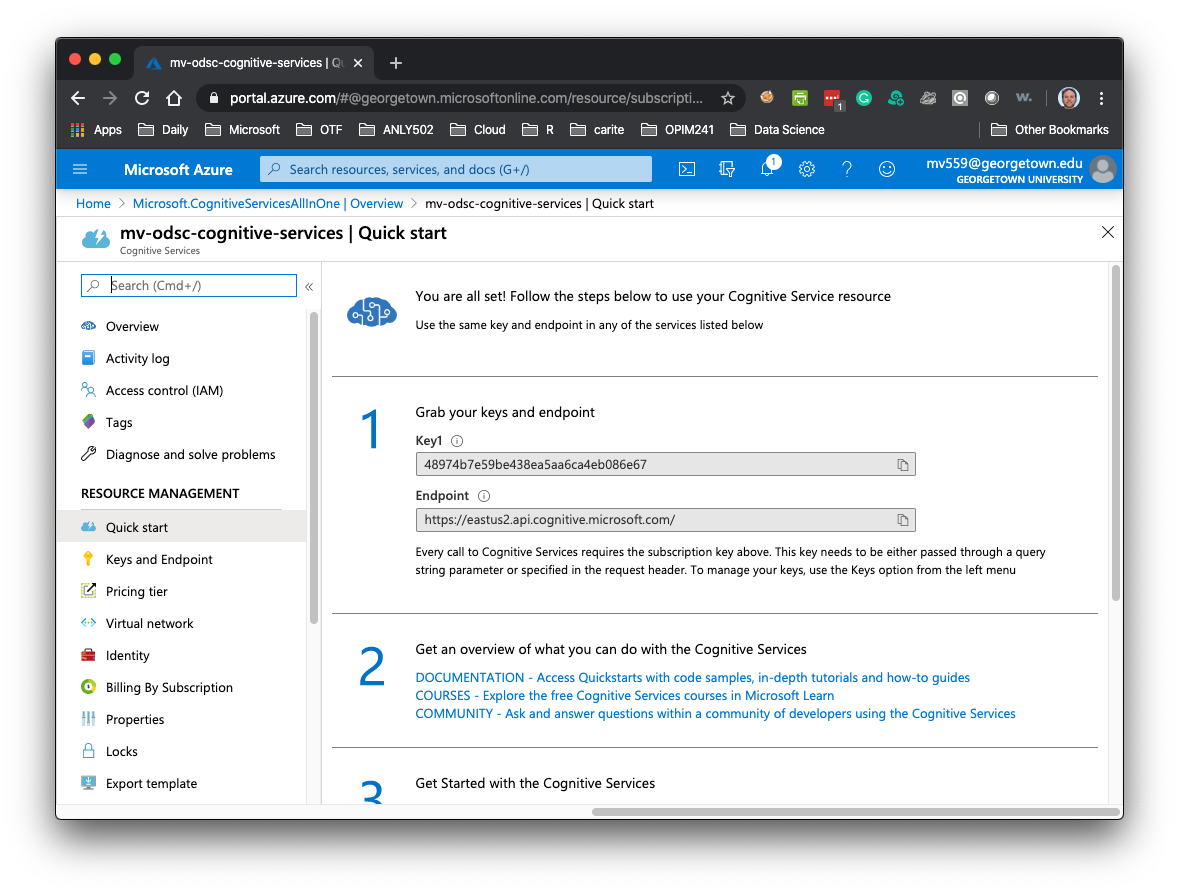 mv-odsc-cognitive-services | Qu
portal.azure.com/#@georgetown.microsoftonline.com/resource/subscripti...
1
w.
Apps Daily Microsoft OTF ANLY502 Cloud R carite OPIM241 Data Science Other Bookmarks
Microsoft Azure
Search resources, services, and docs (G+/)
1
mv559@georgetown.edu
GEORGETOWN UNIVERSITY
Home > Microsoft.CognitiveServicesAllInOne | Overview > mv-odsc-cognitive-services | Quick start
mv-odsc-cognitive-services | Quick start
Cognitive Services
Search (Cmd+/)
Overview
Activity log
Access control (IAM)
Tags
Diagnose and solve problems
RESOURCE MANAGEMENT
Quick start
Keys and Endpoint
Pricing tier
Virtual network
Identity
Billing By Subscription
Properties
Locks
Export template
You are all set! Follow the steps below to use your Cognitive Service resource
Use the same key and endpoint in any of the services listed below
1
Grab your keys and endpoint
Key1
48974b7e59be438ea5aa6ca4eb086e67
Endpoint
https://eastus2.api.cognitive.microsoft.com/
Every call to Cognitive Services requires the subscription key above. This key needs to be either passed through a query
string parameter or specified in the request header. To manage your keys, use the Keys option from the left menu
2
Get an overview of what you can do with the Cognitive Services
DOCUMENTATION - Access Quickstarts with code samples, in-depth tutorials and how-to guides
COURSES - Explore the free Cognitive Services courses in Microsoft Learn
COMMUNITY - Ask and answer questions within a community of developers using the Cognitive Services
3
Get Started with the Cognitive Services